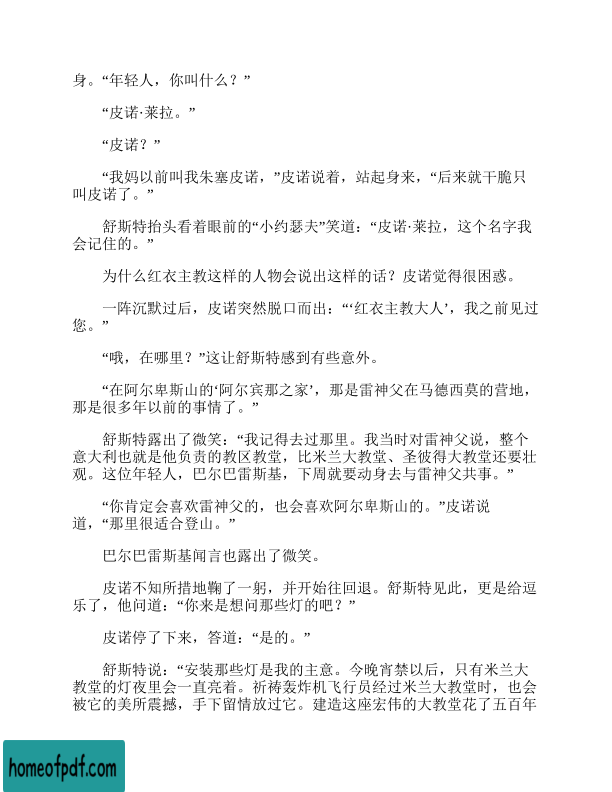 身。“年轻人，你叫什么？”
“皮诺·莱拉。”
“皮诺？”
“我妈以前叫我朱塞皮诺，”皮诺说着，站起身来，“后来就干脆只
叫皮诺了。”
舒斯特抬头看着眼前的“小约瑟夫”笑道：“皮诺·莱拉，这个名字我
会记住的。”
为什么红衣主教这样的人物会说出这样的话？皮诺觉得很困惑。
一阵沉默过后，皮诺突然脱口而出：“‘红衣主教大人’，我之前见过
您。”
“哦，在哪里？”这让舒斯特感到有些意外。
“在阿尔卑斯山的‘阿尔宾那之家’，那是雷神父在马德西莫的营地，
那是很多年以前的事情了。”
舒斯特露出了微笑：“我记得去过那里。我当时对雷神父说，整个
意大利也就是他负责的教区教堂，比米兰大教堂、圣彼得大教堂还要壮
观。这位年轻人，巴尔巴雷斯基，下周就要动身去与雷神父共事。”
“你肯定会喜欢雷神父的，也会喜欢阿尔卑斯山的。”皮诺说
道，“那里很适合登山。”
巴尔巴雷斯基闻言也露出了微笑。
皮诺不知所措地鞠了一躬，并开始往回退。舒斯特见此，更是给逗
乐了，他问道：“你来是想问那些灯的吧？”
皮诺停了下来，答道：“是的。”
舒斯特说：“安装那些灯是我的主意。今晚宵禁以后，只有米兰大
教堂的灯夜里会一直亮着。祈祷轰炸机飞行员经过米兰大教堂时，也会
被它的美所震撼，手下留情放过它。建造这座宏伟的大教堂花了五百年
homeofpdf.com